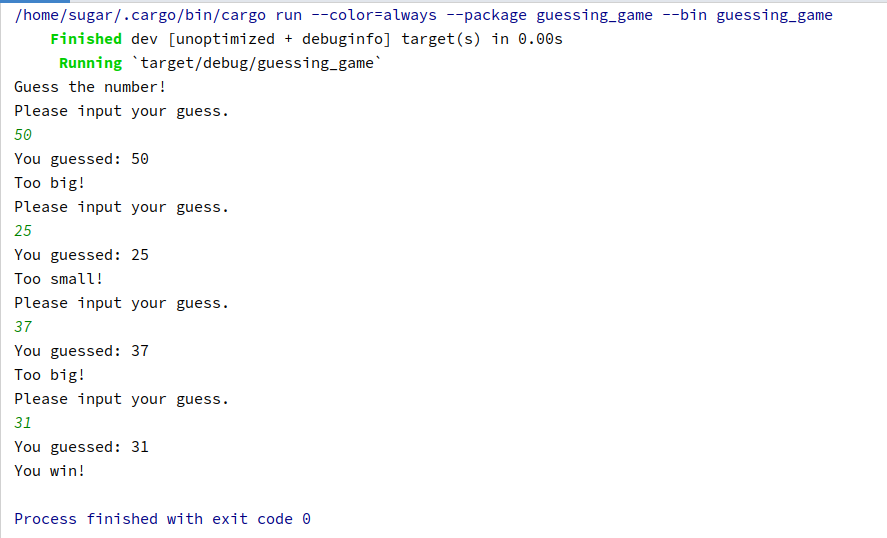 /home/sugar/.cargo/bin/cargo run --color=always --package guessing_game --bin guessing_game
    Finished dev [unoptimized + debuginfo] target(s) in 0.00s
     Running `target/debug/guessing_game`
Guess the number!
Please input your guess.
50
You guessed: 50
Too big!
Please input your guess.
25
You guessed: 25
Too small!
Please input your guess.
37
You guessed: 37
Too big!
Please input your guess.
31
You guessed: 31
You win!

Process finished with exit code 0